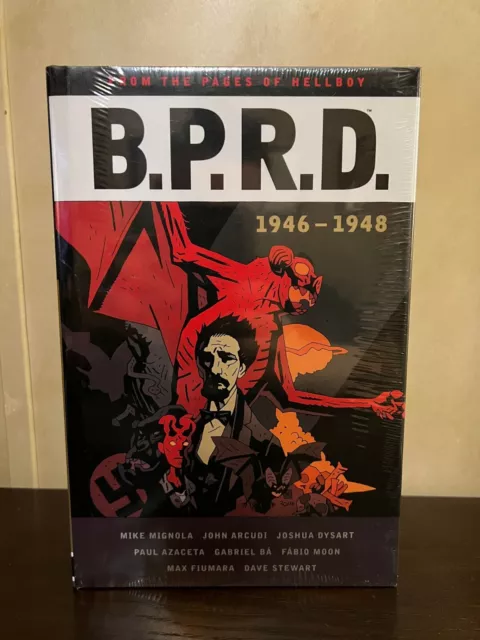 FROM THE PAGES OF HELLBOY
B.P.R.D.™
1946–1948
MIKE MIGNOLA JOHN ARCUDI JOSHUA DYSART
PAUL AZACETA GABRIEL BÁ FÁBIO MOON
MAX FIUMARA DAVE STEWART